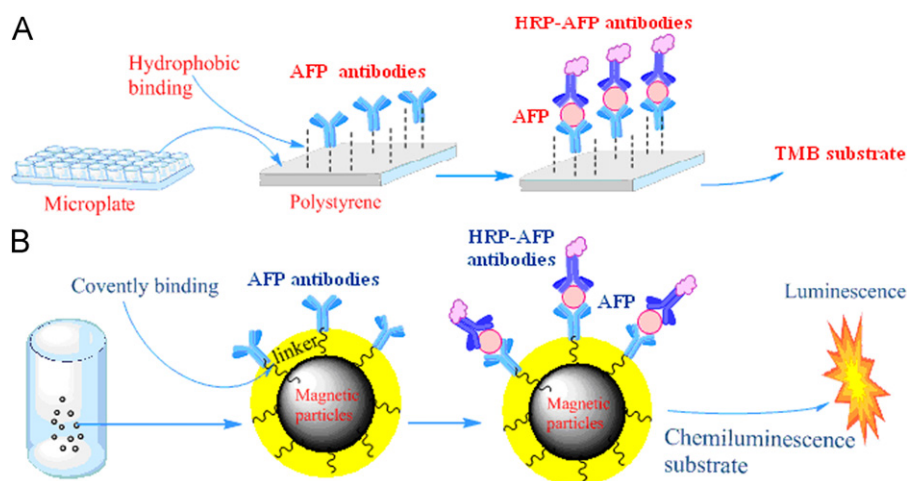 A
Hydrophobic
binding
AFP antibodies
HRP-AFP antibodies
AFP
TMB substrate
Microplate
Polystyrene
B
Covently binding
AFP antibodies
linker
Magnetic
particles
HRP-AFP
antibodies
AFP
Magnetic
particles
Luminescence
Chemiluminescence
substrate